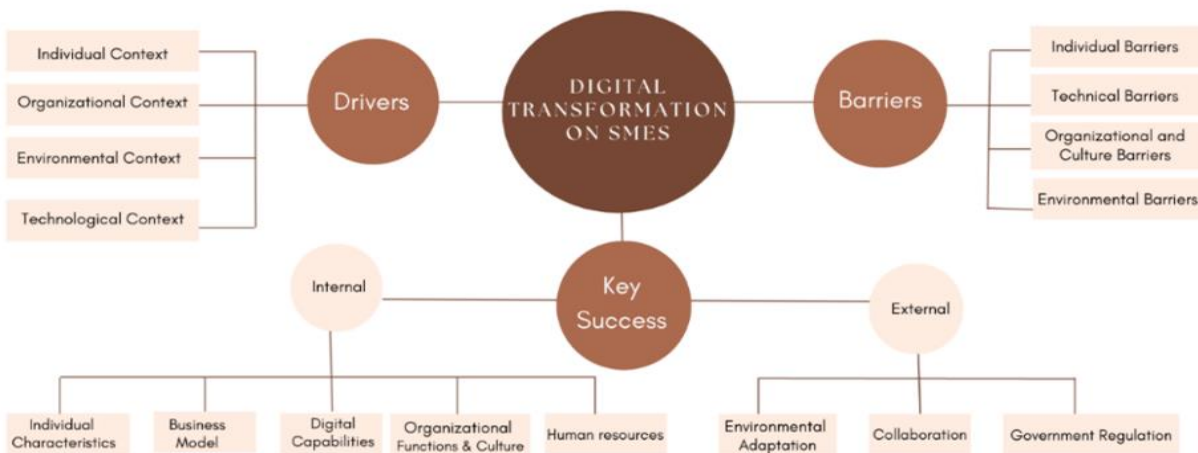 DIGITAL
TRANSFORMATION
ON SMES
Drivers
Individual Context
Organizational Context
Environmental Context
Technological Context
Barriers
Individual Barriers
Technical Barriers
Organizational and
Culture Barriers
Environmental Barriers
Key
Success
Internal
Individual
Characteristics
Business
Model
Digital
Capabilities
Organizational
Functions & Culture
Human resources
External
Environmental
Adaptation
Collaboration
Government Regulation